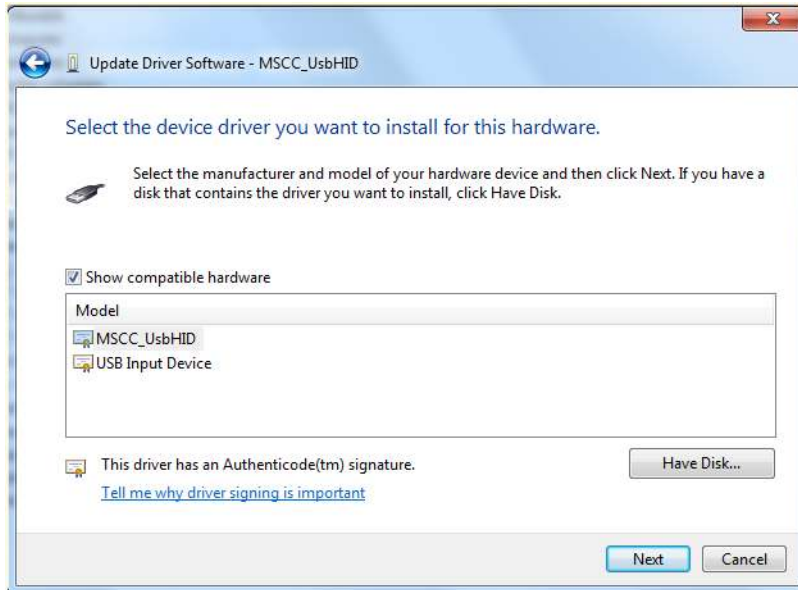 Update Driver Software - MSCC_UsbHID
Select the device driver you want to install for this hardware.
Select the manufacturer and model of your hardware device and then click Next. If you have a
disk that contains the driver you want to install, click Have Disk.
Show compatible hardware
Model
MSCC_UsbHID
USB Input Device
This driver has an Authenticode(tm) signature.
Have Disk...
Tell me why driver signing is important
Next
Cancel